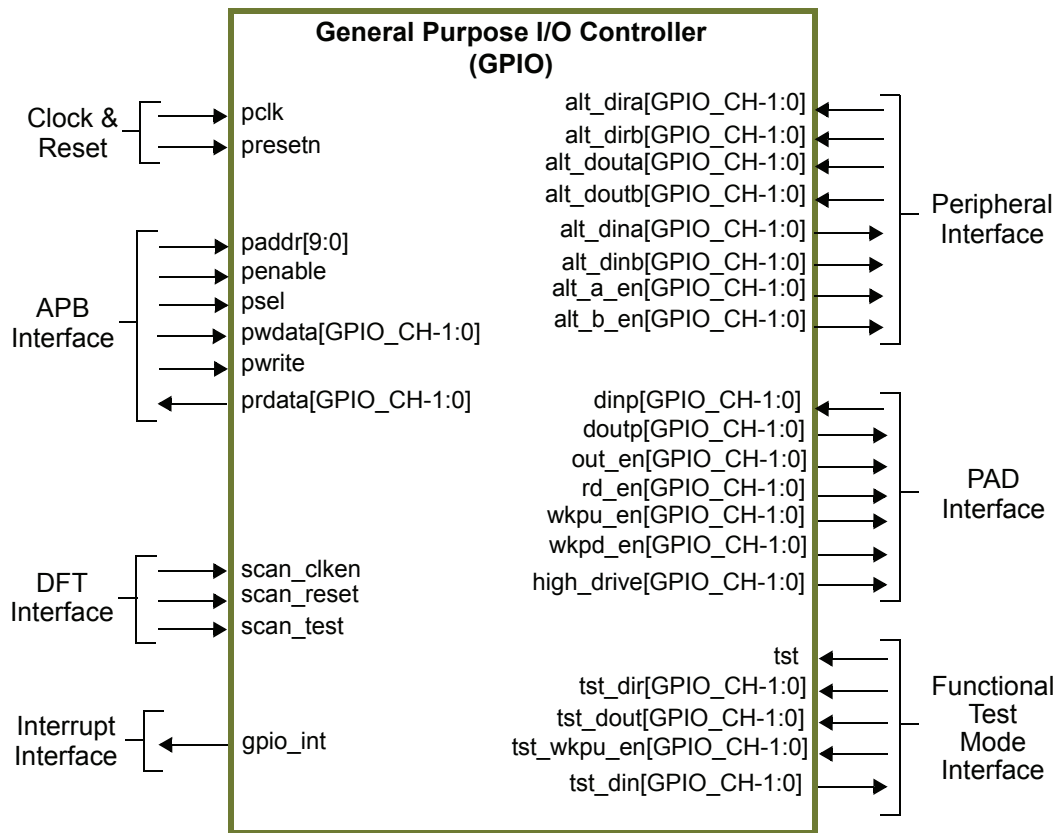 General Purpose I/O Controller
(GPIO)
Clock &
Reset
pclk
presetn
APB
Interface
paddr[9:0]
penable
psel
pwdata[GPIO_CH-1:0]
pwrite
prdata[GPIO_CH-1:0]
DFT
Interface
scan_clken
scan_reset
scan_test
Interrupt
Interface
gpio_int
alt_dira[GPIO_CH-1:0]
alt_dirb[GPIO_CH-1:0]
alt_douta[GPIO_CH-1:0]
alt_doutb[GPIO_CH-1:0]
alt_dina[GPIO_CH-1:0]
alt_dinb[GPIO_CH-1:0]
alt_a_en[GPIO_CH-1:0]
alt_b_en[GPIO_CH-1:0]
Peripheral
Interface
dinp[GPIO_CH-1:0]
doutp[GPIO_CH-1:0]
out_en[GPIO_CH-1:0]
rd_en[GPIO_CH-1:0]
wkpu_en[GPIO_CH-1:0]
wkpd_en[GPIO_CH-1:0]
high_drive[GPIO_CH-1:0]
PAD
Interface
tst
tst_dir[GPIO_CH-1:0]
tst_dout[GPIO_CH-1:0]
tst_wkpu_en[GPIO_CH-1:0]
tst_din[GPIO_CH-1:0]
Functional
Test
Mode
Interface